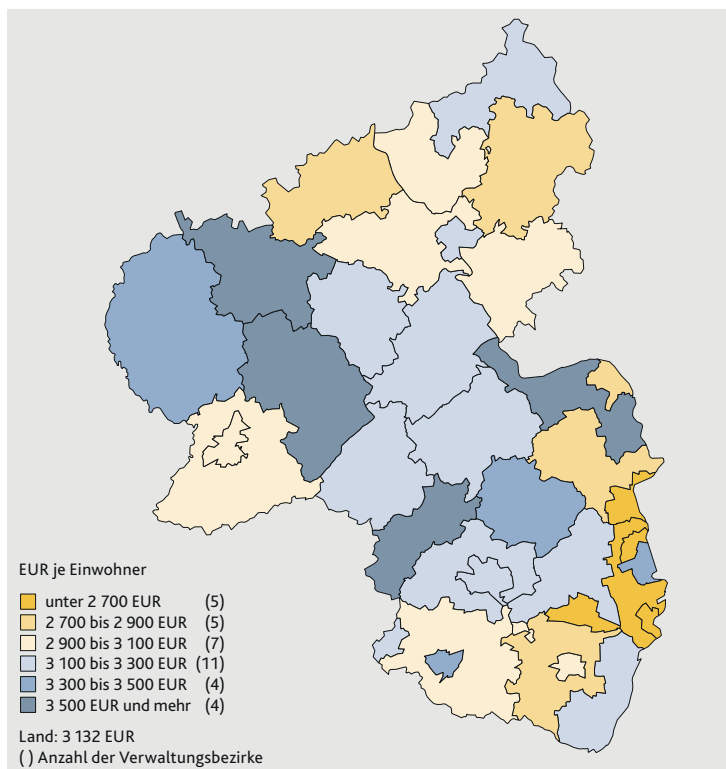 EUR je Einwohner
unter 2 700 EUR (5)
2 700 bis 2 900 EUR (5)
2 900 bis 3 100 EUR (7)
3 100 bis 3 300 EUR (11)
3 300 bis 3 500 EUR (4)
3 500 EUR und mehr (4)
Land: 3 132 EUR
( ) Anzahl der Verwaltungsbezirke